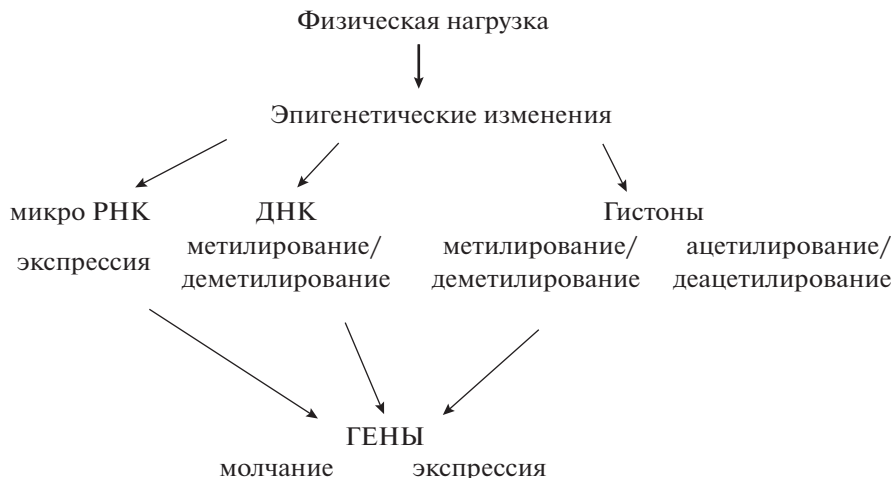 Физическая нагрузка
Эпигенетические изменения
микро РНК
экспрессия
ДНК
метилирование/
деметилирование
Гистоны
метилирование/
деметилирование
ацетилирование/
деацетилирование
ГЕНЫ
молчание экспрессия